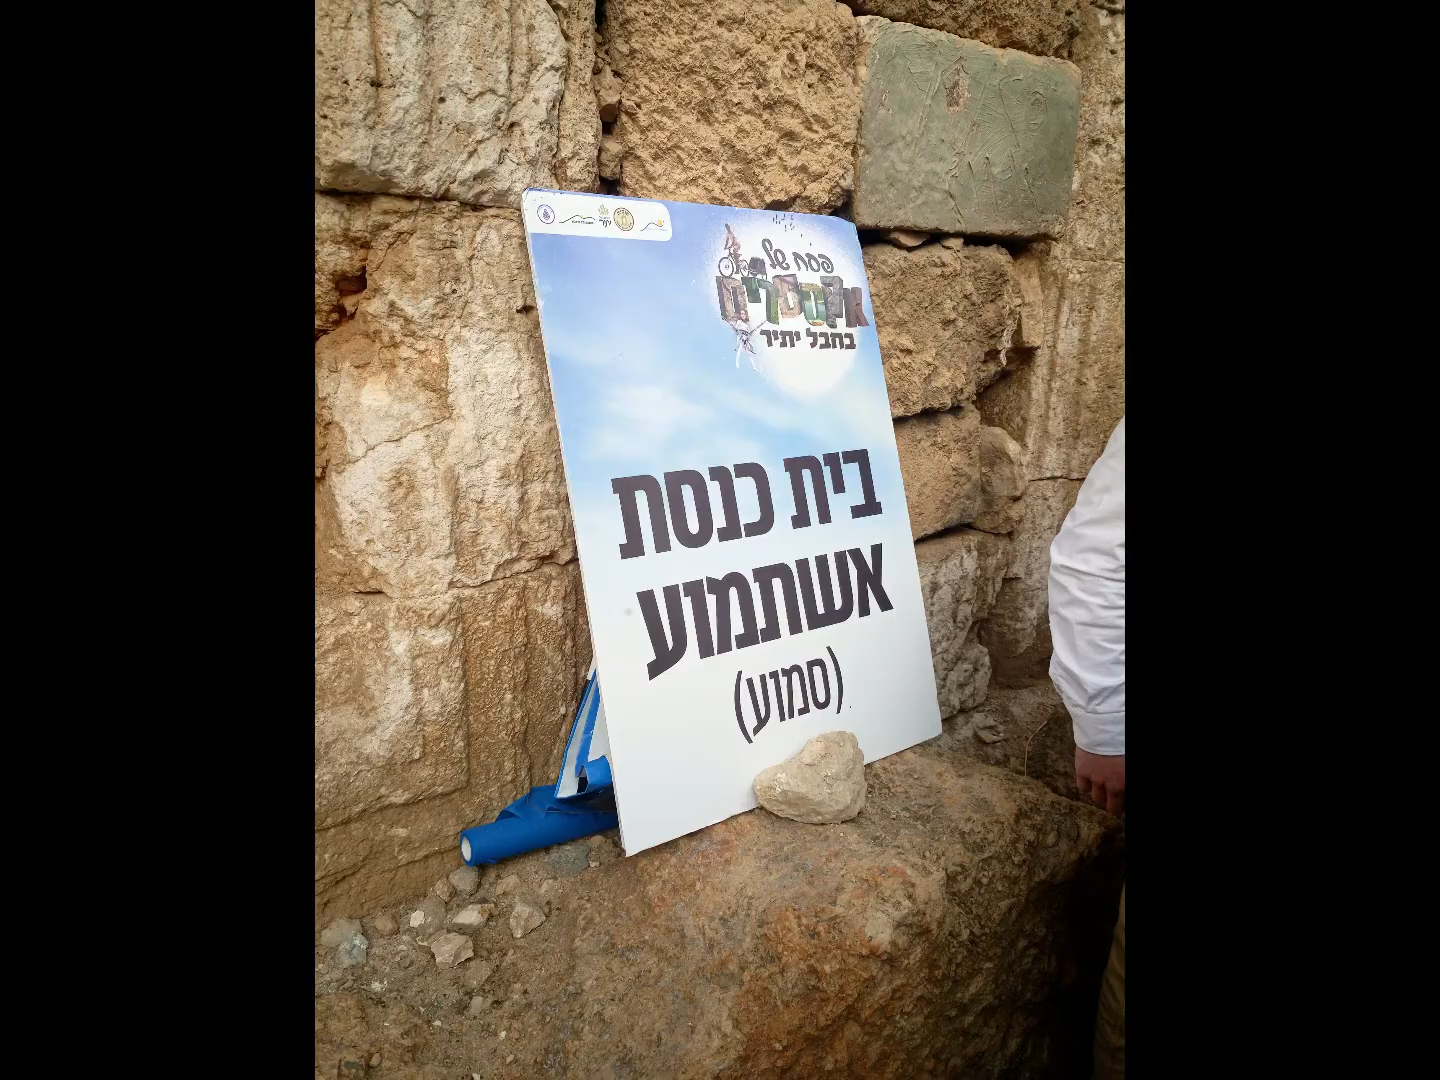 פסח של
אקסטרים
בחבל יתיר
בית כנסת
אשתמוע
(סמוע)